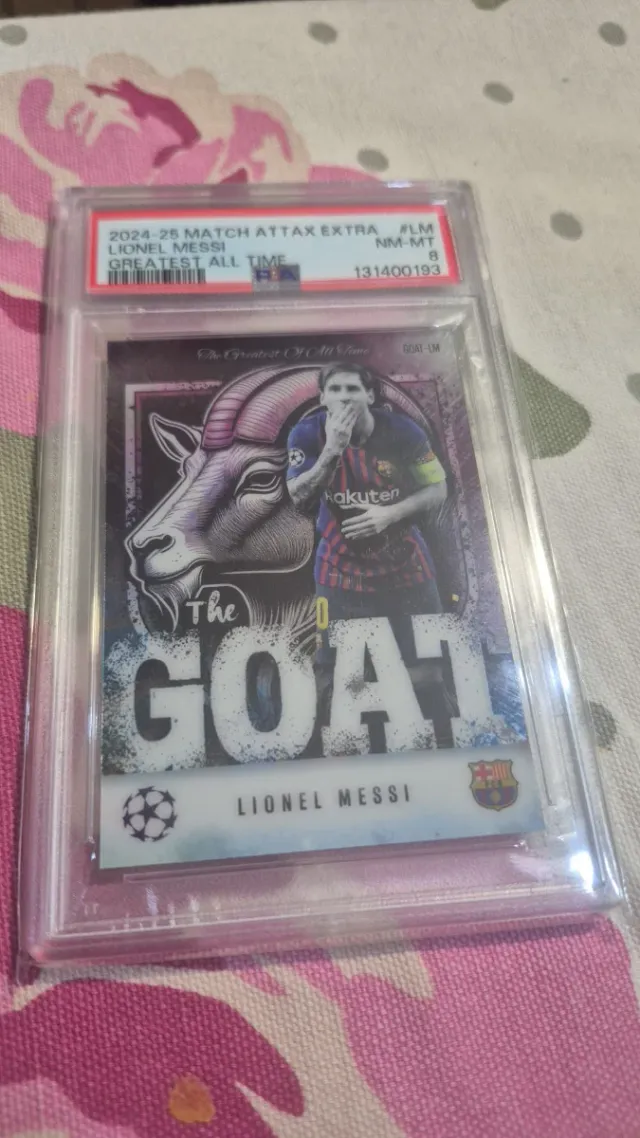 2024-25 MATCH ATTAX EXTRA #LM
LIONEL MESSI NM-MT
GREATEST ALL TIME 8
PSA 131400193
The Greatest Of All Time GOAT-LM
Rakuten
The
GOAT
LIONEL MESSI